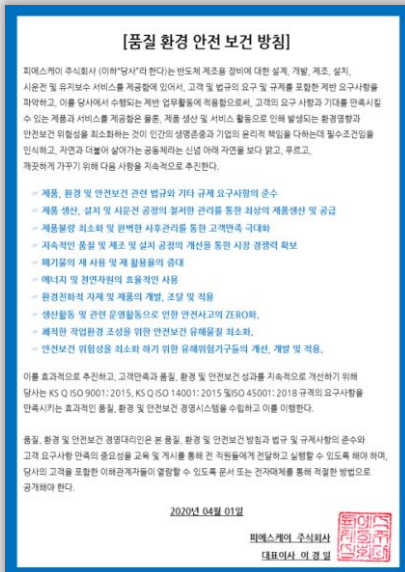 [품질 환경 안전 보건 방침]
피에스케이 주식회사 (이하"당사"라 한다)는 반도체 제조용 장비에 대한 설계, 개발, 제조, 설치,
시운전 및 유지보수 서비스를 제공함에 있어서, 고객 및 법규의 요구 및 규격를 포함한 제반 요구사항을
파악하고, 이를 당사에서 수행되는 제반 업무활동에 적용함으로써, 고객의 요구 사항과 기대를 만족시킬
수 있는 제품과 서비스를 제공함은 물론, 제품 생산 및 서비스 활동으로 인해 발생되는 환경영향과
안전보건 위험성을 최소화하는 것이 인간의 생명존중과 기업의 윤리적 책임을 다하는데 필수조건임을
인식하고, 자연과 더불어 살아가는 공동체라는 신념 아래 자연을 보다 맑고, 푸르고,
깨끗하게 가꾸기 위해 다음 사항을 지속적으로 추진한다.
제품, 환경 및 안전보건 관련 법규와 기타 규제 요구사항의 준수
제품 생산, 설치 및 시운전 공정의 철저한 관리를 통한 최상의 제품생산 및 공급
제품불량 최소화 및 완벽한 사후관리를 통한 고객만족 극대화
지속적인 품질 및 제조 및 설치 공정의 개선을 통한 시장 경쟁력 확보
폐기물의 재 사용 및 재 활용율의 증대
에너지 및 천연자원의 효율적인 사용
환경친화적 자재 및 제품의 개발, 조달 및 적용
생산활동 및 관련 운영활동으로 인한 안전사고의 ZERO화.
쾌적한 작업환경 조성을 위한 안전보건 유해물질 최소화.
안전보건 위험성을 최소화 하기 위한 유해위험기구들의 개선, 개발 및 적용.
이를 효과적으로 추진하고, 고객만족과 품질, 환경 및 안전보건 성과를 지속적으로 개선하기 위해
당사는 KS Q ISO 9001: 2015, KS Q ISO 14001: 2015 및ISO 45001: 2018 규격의 요구사항을
만족시키는 효과적인 품질, 환경 및 안전보건 경영시스템을 수립하고 이를 이행한다.
품질, 환경 및 안전보건 경영대리인은 본 품질, 환경 및 안전보건 방침과 법규 및 규제사항의 준수와
고객 요구사항 만족의 중요성을 교육 및 게시를 통해 전 직원들에게 전달하고 실행할 수 있도록 해야 하며,
당사의 고객을 포함한 이해관계자들이 열람할 수 있도록 문서 또는 전자매체를 통해 적절한 방법으로
공개해야 한다.
2020년 04월 01일
피에스케이 주식회사
대표이사 이 경 일